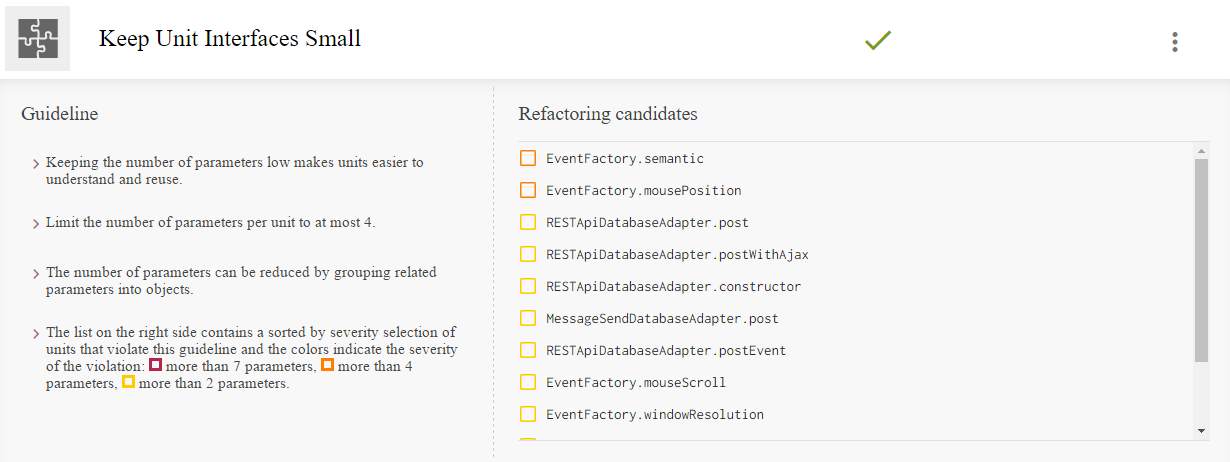 Keep Unit Interfaces Small
Guideline
Keeping the number of parameters low makes units easier to
understand and reuse.
Limit the number of parameters per unit to at most 4.
The number of parameters can be reduced by grouping related
parameters into objects.
The list on the right side contains a sorted by severity selection of
units that violate this guideline and the colors indicate the severity
of the violation: more than 7 parameters, more than 4
parameters, more than 2 parameters.
Refactoring candidates
EventFactory.semantic
EventFactory.mousePosition
RESTApiDatabaseAdapter.post
RESTApiDatabaseAdapter.postWithAjax
RESTApiDatabaseAdapter.constructor
MessageSendDatabaseAdapter.post
RESTApiDatabaseAdapter.postEvent
EventFactory.mouseScroll
EventFactory.windowResolution